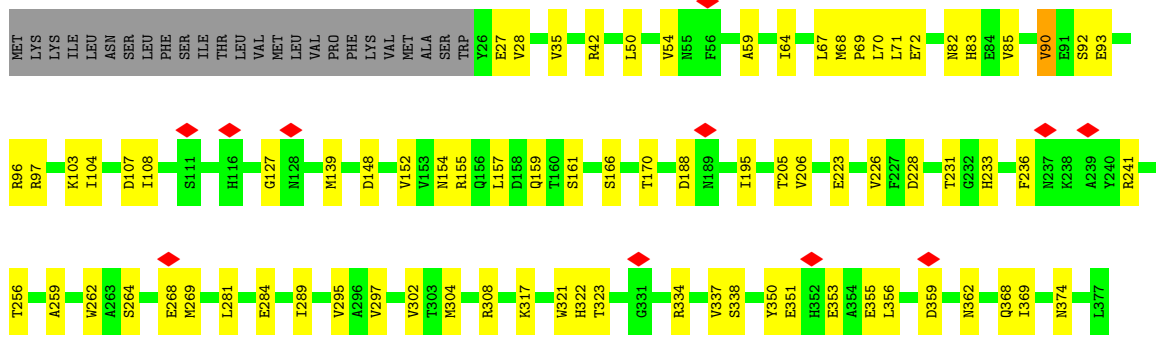 MET LYS LYS ILE LEU ASN SER LEU PHE SER ILE THR LEU VAL MET LEU VAL PRO PHE LYS VAL MET ALA SER TRP Y26 E27 V28 V35 R42 L50 V54 N55 F56 A59 I64 L67 M68 P69 L70 L71 E72 N82 H83 E84 V85 V90 E91 S92 E93
R96 R97 K103 I104 D107 I108 S111 H116 G127 N128 M139 D148 V152 V153 N154 R155 Q156 L157 D158 Q159 T160 S161 S166 T170 D188 N189 I195 T205 V206 E223 V226 F227 D228 T231 G232 H233 F236 N237 K238 A239 Y240 R241
T256 A259 W262 A263 S264 E268 M269 L281 E284 I289 V295 A296 V297 V302 T303 M304 R308 K317 W321 H322 T323 G331 R334 V337 S338 Y350 E351 H352 E353 A354 E355 L356 D359 N362 Q368 I369 N374 L377